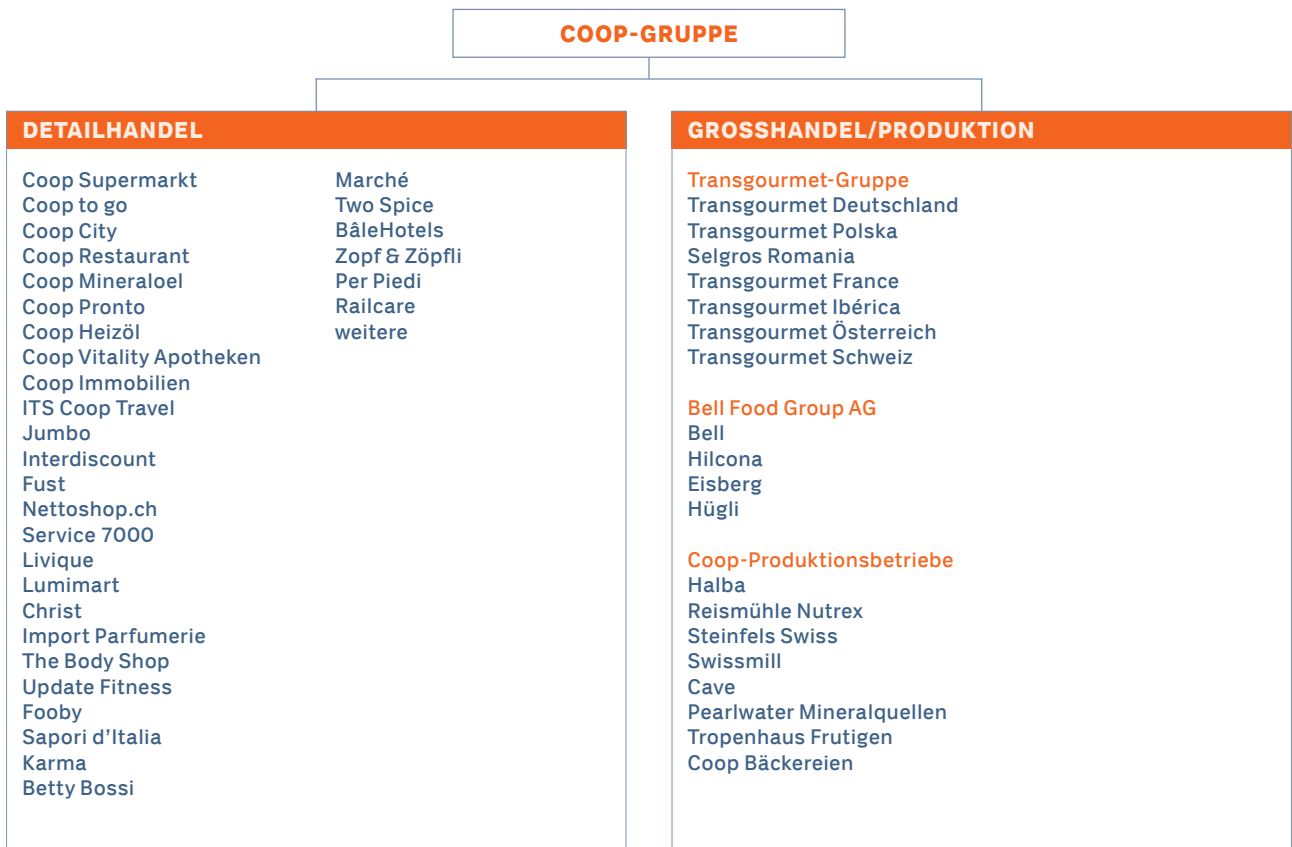 COOP-GRUPPE
DETAILHANDEL
Coop Supermarkt
Coop to go
Coop City
Coop Restaurant
Coop Mineraloel
Coop Pronto
Coop Heizöl
Coop Vitality Apotheken
Coop Immobilien
ITS Coop Travel
Jumbo
Interdiscount
Fust
Nettoshop.ch
Service 7000
Livique
Lumimart
Christ
Import Parfumerie
The Body Shop
Update Fitness
Fooby
Sapori d’Italia
Karma
Betty Bossi
Marché
Two Spice
BâleHotels
Zopf & Zöpfli
Per Piedi
Railcare
weitere
GROSSHANDEL/PRODUKTION
Transgourmet-Gruppe
Transgourmet Deutschland
Transgourmet Polska
Selgros Romania
Transgourmet France
Transgourmet Ibérica
Transgourmet Österreich
Transgourmet Schweiz
Bell Food Group AG
Bell
Hilcona
Eisberg
Hügli
Coop-Produktionsbetriebe
Halba
Reismühle Nutrex
Steinfels Swiss
Swissmill
Cave
Pearlwater Mineralquellen
Tropenhaus Frutigen
Coop Bäckereien